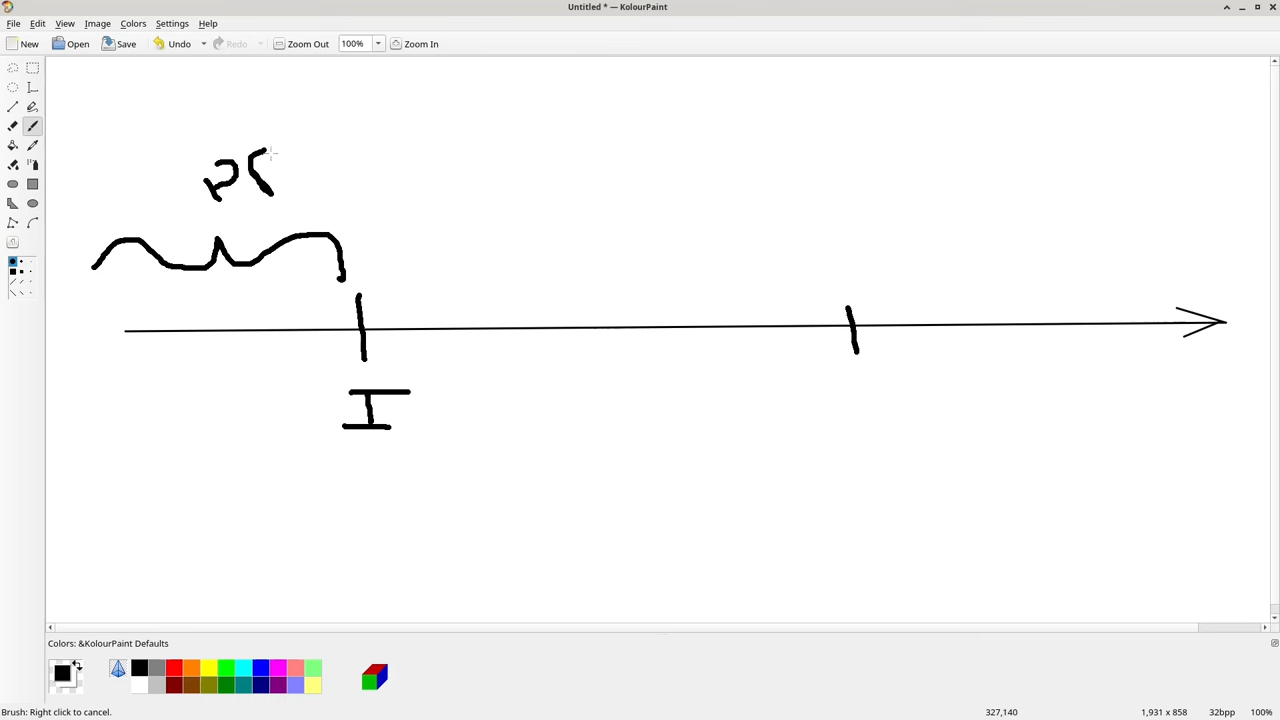 Untitled * — KolourPaint
File Edit View Image Colors Settings Help
New Open Save Undo Redo Zoom Out 100% Zoom In
I
Colors: &KolourPaint Defaults
Brush: Right click to cancel. 327,140 1,931 x 858 32bpp 100%